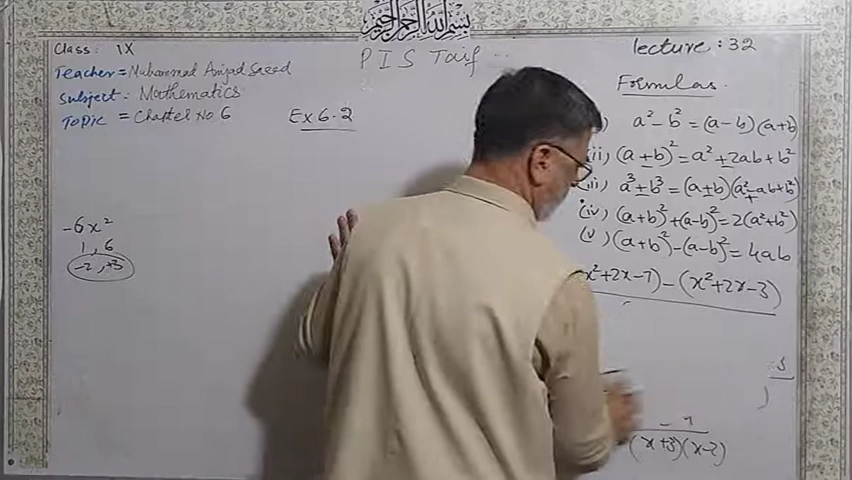 بسم الله الرحمن الرحيم
Class: IX
PIS Taif
lecture: 32
Teacher = Muhammad Amjad Saeed
Subject: Mathematics
Topic = Chapter No 6
Ex 6.2
Formulas
) a² - b² = (a - b)(a + b)
ii) (a ± b)² = a² ± 2ab + b²
iii) a³ ± b³ = (a ± b)(a² ∓ ab + b²)
iv) (a+b)² + (a-b)² = 2(a² + b²)
(v) (a+b)² - (a-b)² = 4ab
x² + 2x - 7) - (x² + 2x - 3)
-6x²
1, 6
-2, +3
(x+3)(x-2)